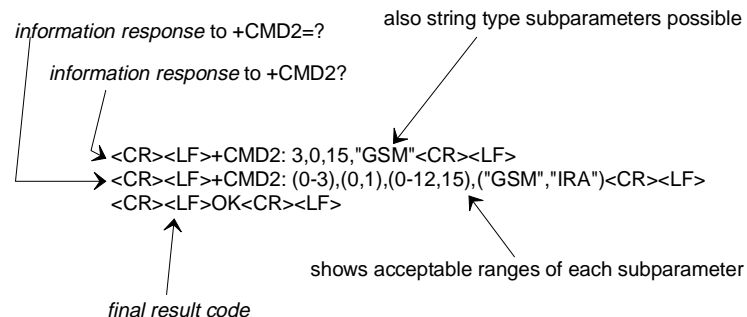 also string type subparameters possible
information response to +CMD2=?
information response to +CMD2?
<CR><LF>+CMD2: 3,0,15,"GSM"<CR><LF>
<CR><LF>+CMD2: (0-3),(0,1),(0-12,15),("GSM","IRA")<CR><LF>
<CR><LF>OK<CR><LF>
shows acceptable ranges of each subparameter
final result code